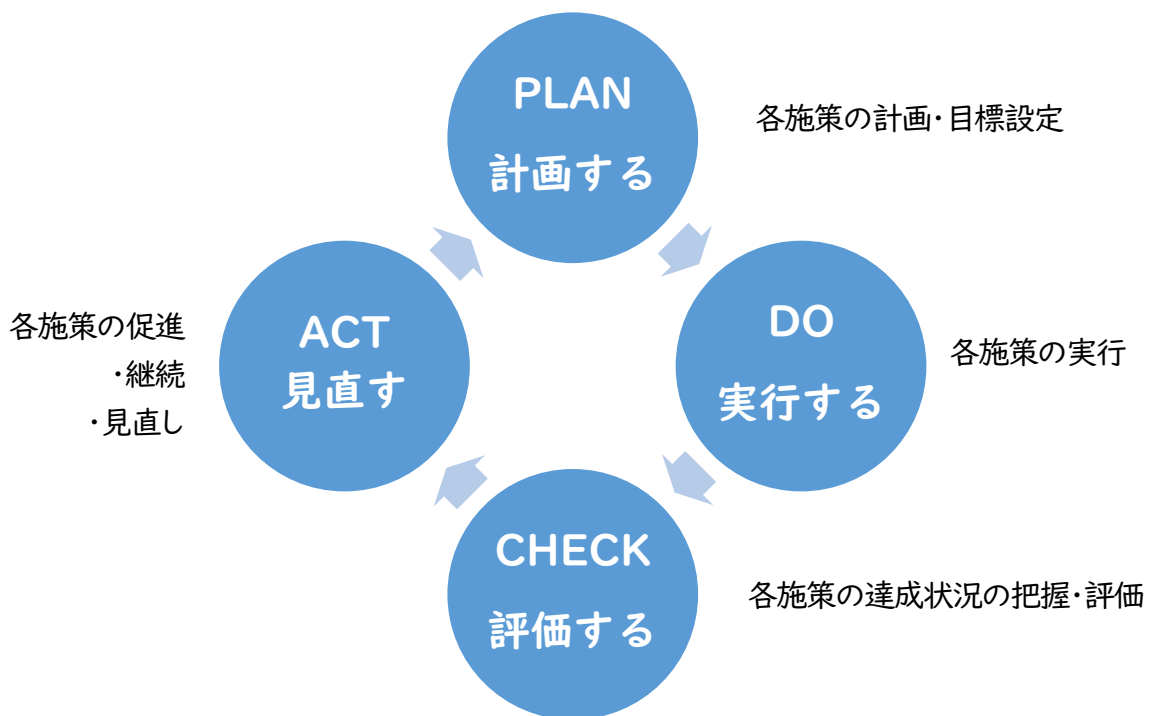 PLAN
計画する
各施策の計画・目標設定
DO
実行する
各施策の実行
CHECK
評価する
各施策の達成状況の把握・評価
ACT
見直す
各施策の促進
・継続
・見直し